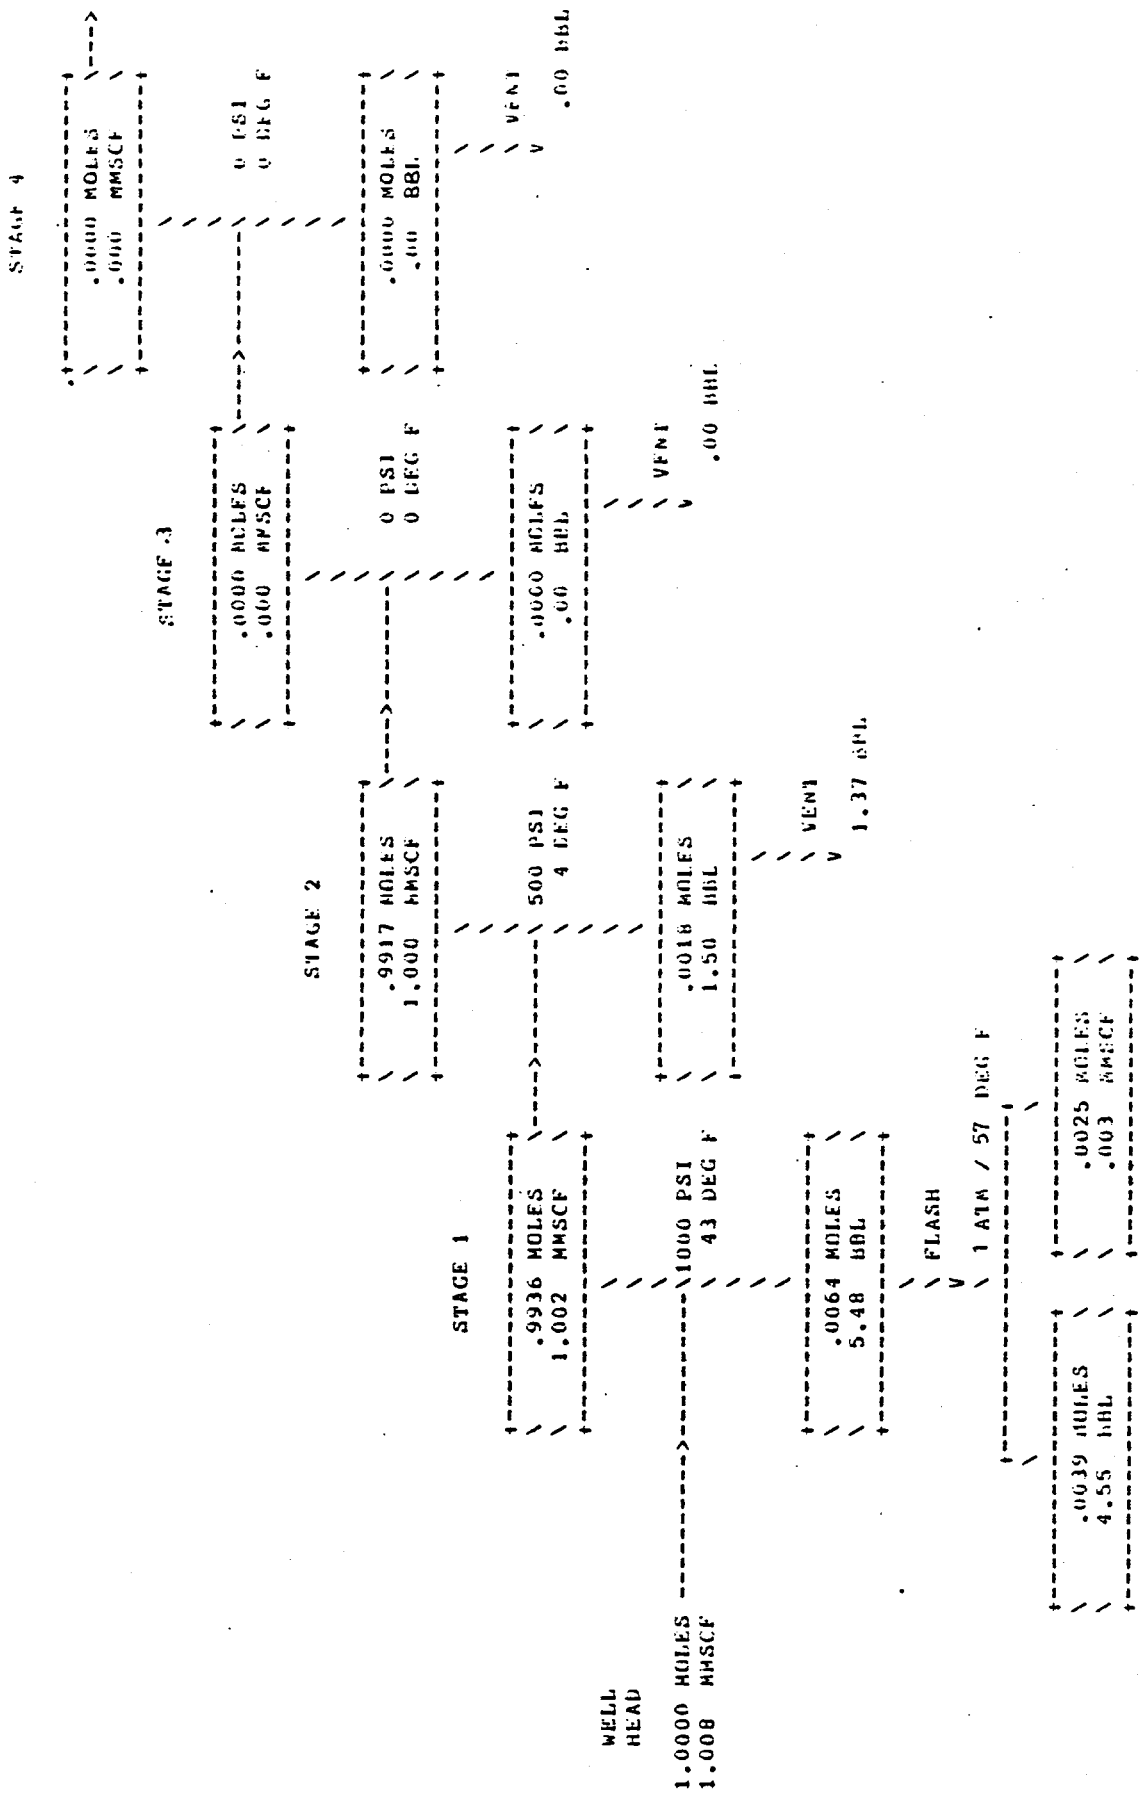 STAGE 4
.0000 MOLES
.000 MMSCF
0 PSI
0 DEG F
.0000 MOLES
.00 BBL
VENT
.00 BBL
STAGE 3
.0000 MOLES
.000 MMSCF
0 PSI
0 DEG F
.0000 MOLES
.00 BBL
VENT
.00 BBL
STAGE 2
.9917 MOLES
1.000 MMSCF
500 PSI
4 DEG F
.0018 MOLES
1.50 BBL
VENT
1.37 BBL
STAGE 1
.9936 MOLES
1.002 MMSCF
1000 PSI
43 DEG F
.0064 MOLES
5.48 BBL
FLASH
1 ATM / 57 DEG F
.0039 MOLES
4.55 BBL
.0025 MOLES
.003 MMSCF
WELL
HEAD
1.0000 MOLES
1.008 MMSCF